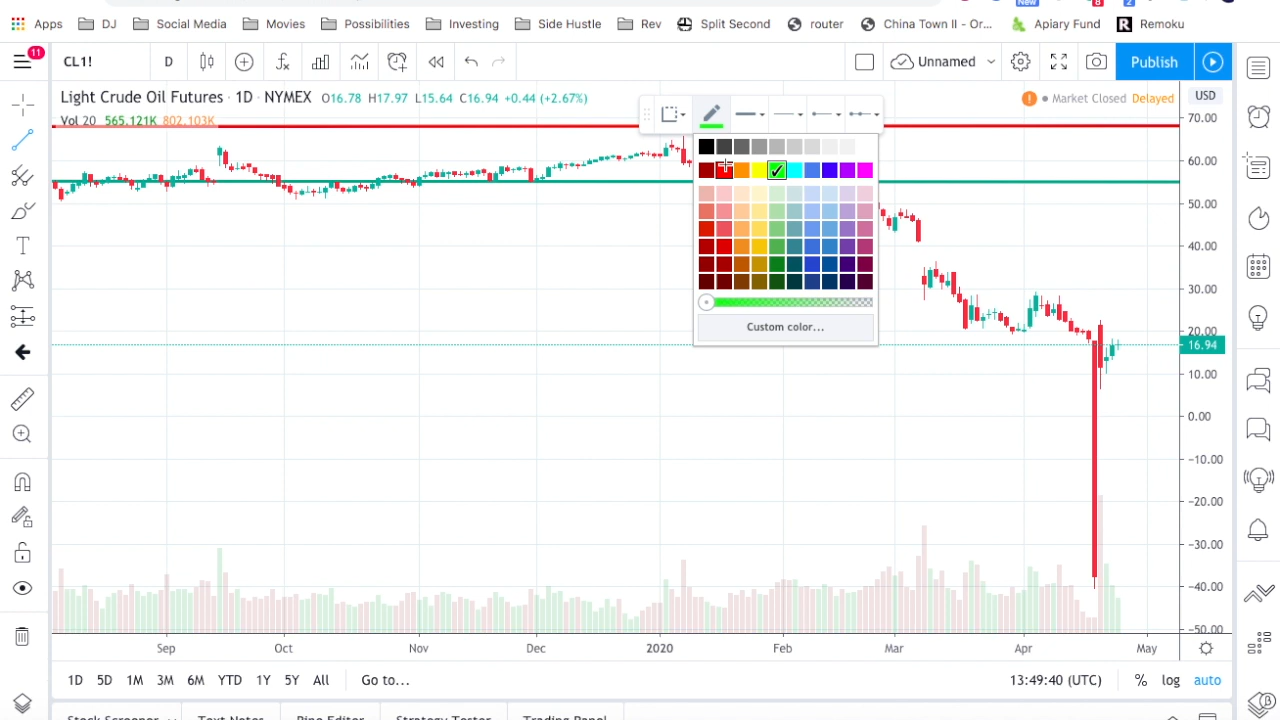 New 8 2
Apps DJ Social Media Movies Possibilities Investing Side Hustle Rev Split Second router China Town II - Or... Apiary Fund Remoku
11 CL1! D Unnamed Publish
Light Crude Oil Futures · 1D · NYMEX O16.78 H17.97 L15.64 C16.94 +0.44 (+2.67%) Market Closed Delayed USD
Vol 20 565.121K 802.103K
70.00
60.00
50.00
40.00
30.00
20.00
16.94
10.00
0.00
−10.00
−20.00
−30.00
−40.00
−50.00
Custom color...
Sep Oct Nov Dec 2020 Feb Mar Apr May
1D 5D 1M 3M 6M YTD 1Y 5Y All Go to... 13:49:40 (UTC) % log auto
Stock Screener Text Notes Pine Editor Strategy Tester Trading Panel